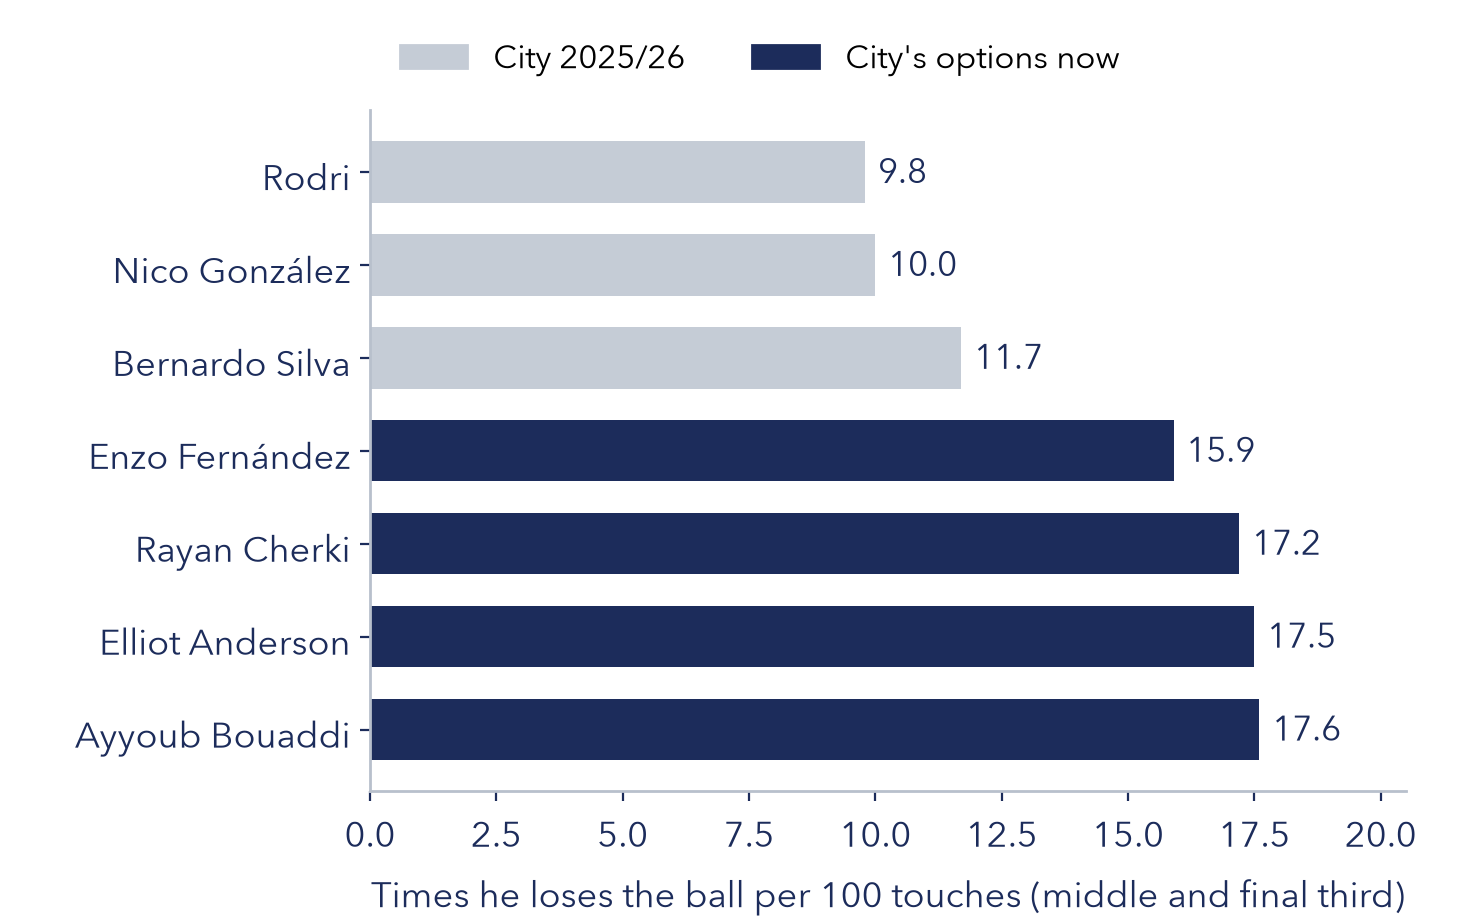 City 2025/26 City's options now
Rodri 9.8
Nico González 10.0
Bernardo Silva 11.7
Enzo Fernández 15.9
Rayan Cherki 17.2
Elliot Anderson 17.5
Ayyoub Bouaddi 17.6
0.0 2.5 5.0 7.5 10.0 12.5 15.0 17.5 20.0
Times he loses the ball per 100 touches (middle and final third)